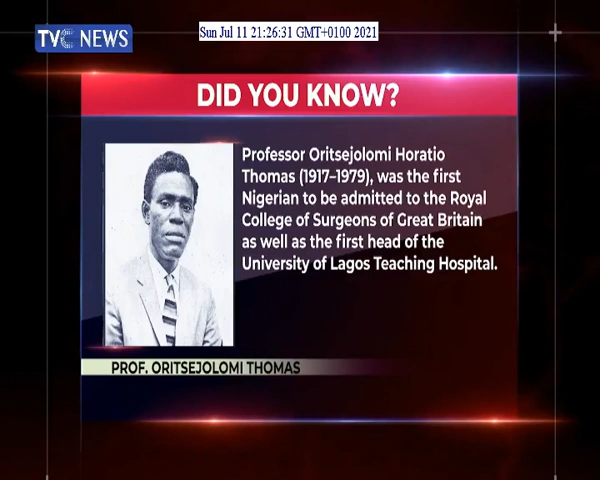 TVC NEWS
Sun Jul 11 21:26:31 GMT+0100 2021
DID YOU KNOW?
Professor Oritsejolomi Horatio
Thomas (1917–1979), was the first
Nigerian to be admitted to the Royal
College of Surgeons of Great Britain
as well as the first head of the
University of Lagos Teaching Hospital.
PROF. ORITSEJOLOMI THOMAS